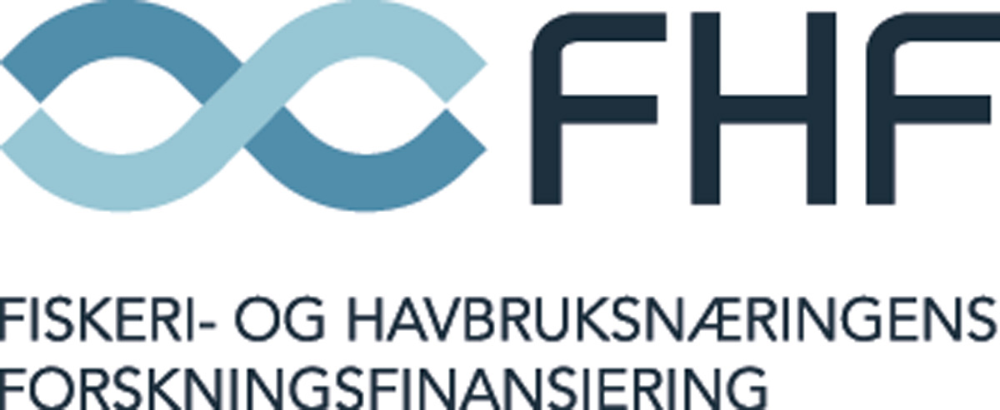 FHF
FISKERI- OG HAVBRUKSNÆRINGENS
FORSKNINGSFINANSIERING